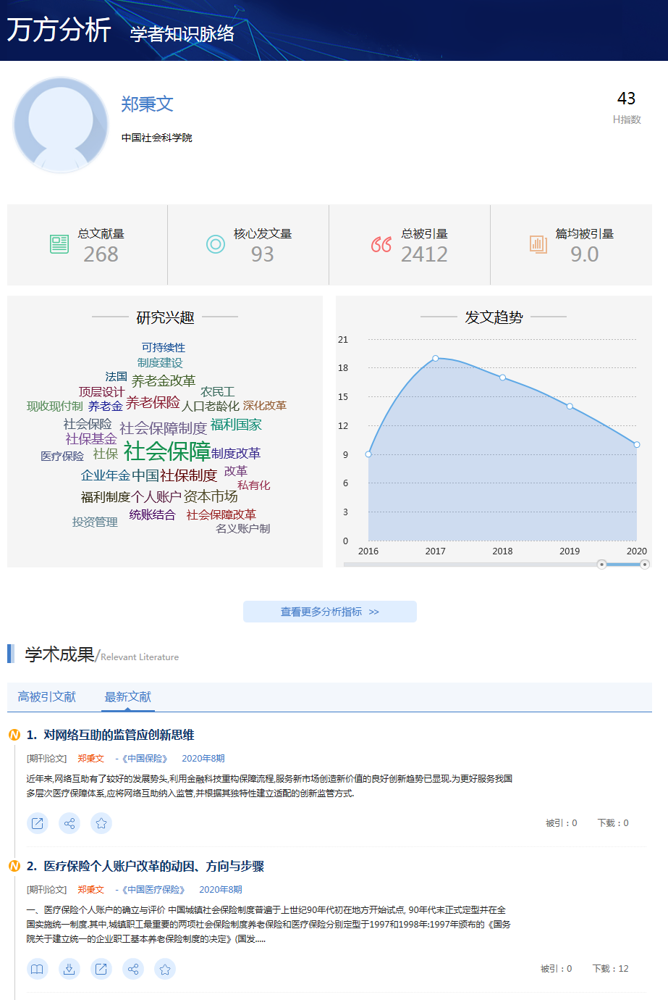 万方分析 学者知识脉络
郑秉文
中国社会科学院
43
H指数
总文献量
268
核心发文量
93
总被引量
2412
篇均被引量
9.0
研究兴趣
可持续性
制度建设
法国 养老金改革
顶层设计 农民工
现收现付制 养老金 养老保险 人口老龄化 深化改革
社会保险 社会保障制度 福利国家
社保基金
医疗保险 社保 社会保障 制度改革
企业年金 中国 社保制度 改革
私有化
福利制度 个人账户 资本市场
投资管理 统账结合 社会保障改革
名义账户制
发文趋势
21
18
15
12
9
6
3
0
2016 2017 2018 2019 2020
查看更多分析指标 >>
学术成果/Relevant Literature
高被引文献 最新文献
N 1. 对网络互助的监管应创新思维
[期刊论文] 郑秉文 -《中国保险》 2020年8期
近年来,网络互助有了较好的发展势头,利用金融科技重构保障流程,服务新市场创造新价值的良好创新趋势已显现.为更好服务我国
多层次医疗保障体系,应将网络互助纳入监管,并根据其独特性建立适配的创新监管方式.
被引：0 下载：0
N 2. 医疗保险个人账户改革的动因、方向与步骤
[期刊论文] 郑秉文 -《中国医疗保险》 2020年8期
一、医疗保险个人账户的确立与评价 中国城镇社会保险制度普遍于上世纪90年代初在地方开始试点, 90年代末正式定型并在全
国实施统一制度.其中,城镇职工最重要的两项社会保险制度养老保险和医疗保险分别定型于1997和1998年:1997年颁布的《国务
院关于建立统一的企业职工基本养老保险制度的决定》(国发.....
被引：0 下载：12